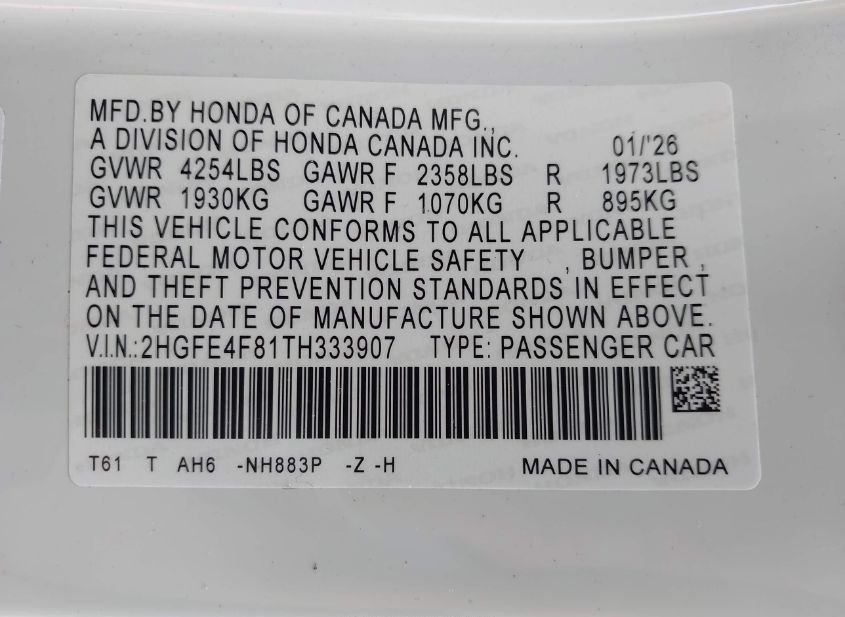 MFD.BY HONDA OF CANADA MFG.,
A DIVISION OF HONDA CANADA INC. 01/'26
GVWR 4254LBS GAWR F 2358LBS R 1973LBS
GVWR 1930KG GAWR F 1070KG R 895KG
THIS VEHICLE CONFORMS TO ALL APPLICABLE
FEDERAL MOTOR VEHICLE SAFETY , BUMPER ,
AND THEFT PREVENTION STANDARDS IN EFFECT
ON THE DATE OF MANUFACTURE SHOWN ABOVE.
V.I.N.:2HGFE4F81TH333907 TYPE: PASSENGER CAR
T61 T AH6 -NH883P -Z -H MADE IN CANADA